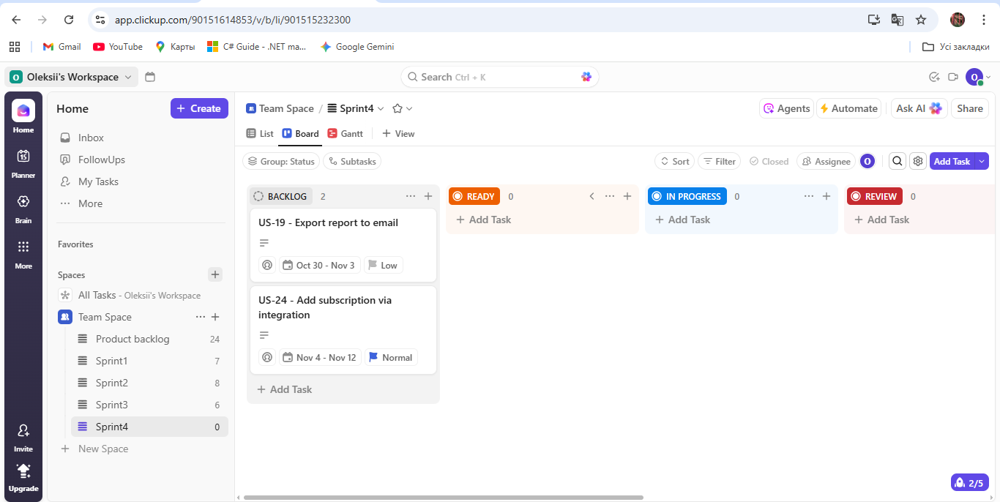 app.clickup.com/90151614853/v/b/li/901515232300
Gmail
YouTube
Карты
C# Guide - .NET ma...
Google Gemini
Усі закладки
O Oleksii's Workspace
Search Ctrl + K
O
Home
Planner
15
Brain
More
Invite
Upgrade
Home
+ Create
Inbox
FollowUps
My Tasks
More
Favorites
Spaces
All Tasks - Oleksii's Workspace
Team Space
Product backlog 24
Sprint1 7
Sprint2 8
Sprint3 6
Sprint4 0
+ New Space
Team Space / Sprint4
Agents
Automate
Ask AI
Share
List
Board
Gantt
+ View
Group: Status
Subtasks
Sort
Filter
Closed
Assignee
O
Add Task
BACKLOG 2
US-19 - Export report to email
Oct 30 - Nov 3
Low
US-24 - Add subscription via
integration
Nov 4 - Nov 12
Normal
+ Add Task
READY 0
+ Add Task
IN PROGRESS 0
+ Add Task
REVIEW 0
+ Add Task
2/5